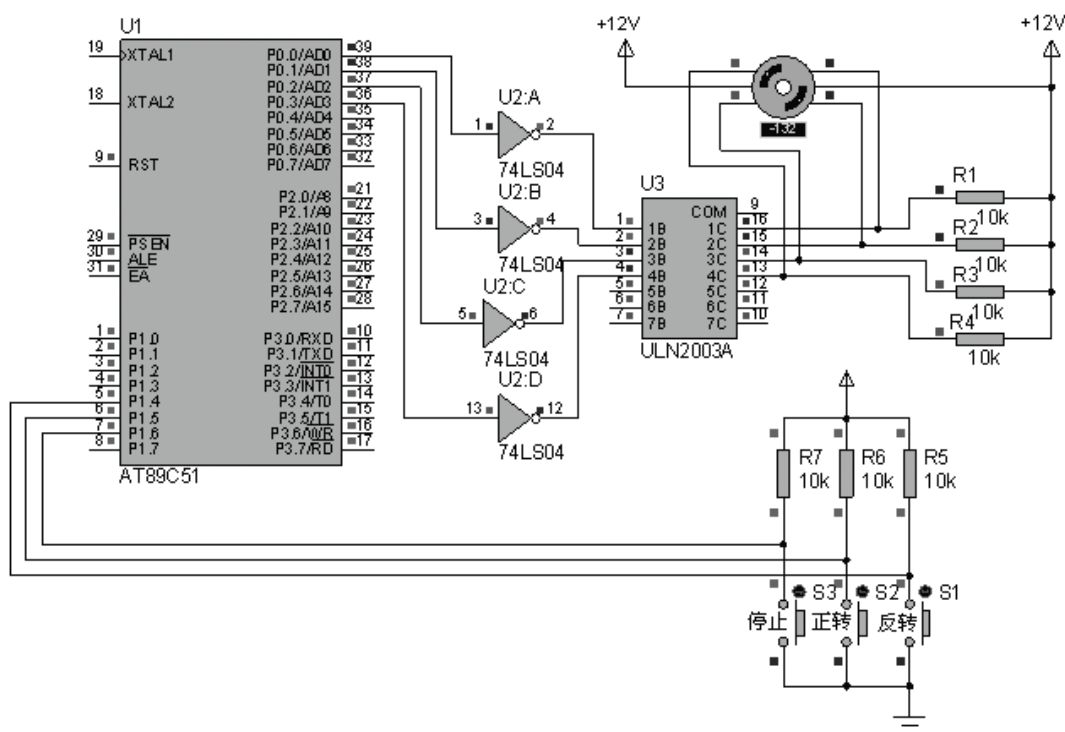 U1
19
XTAL1
18
XTAL2
9
RST
29
PSEN
30
ALE
31
EA
1
P1.0
2
P1.1
3
P1.2
4
P1.3
5
P1.4
6
P1.5
7
P1.6
8
P1.7
P0.0/AD0
39
P0.1/AD1
38
P0.2/AD2
37
P0.3/AD3
36
P0.4/AD4
35
P0.5/AD5
34
P0.6/AD6
33
P0.7/AD7
32
P2.0/A8
21
P2.1/A9
22
P2.2/A10
23
P2.3/A11
24
P2.4/A12
25
P2.5/A13
26
P2.6/A14
27
P2.7/A15
28
P3.0/RXD
10
P3.1/TXD
11
P3.2/INT0
12
P3.3/INT1
13
P3.4/T0
14
P3.5/T1
15
P3.6/WR
16
P3.7/RD
17
AT89C51
U2:A
1
2
74LS04
U2:B
3
4
74LS04
U2:C
5
6
74LS04
U2:D
13
12
74LS04
+12V
+12V
-132
U3
1
1B
2
2B
3
3B
4
4B
5
5B
6
6B
7
7B
COM
9
1C
16
2C
15
3C
14
4C
13
5C
12
6C
11
7C
10
ULN2003A
R1
10k
R2
10k
R3
10k
R4
10k
R7
10k
R6
10k
R5
10k
S3
S2
S1
停止
正转
反转